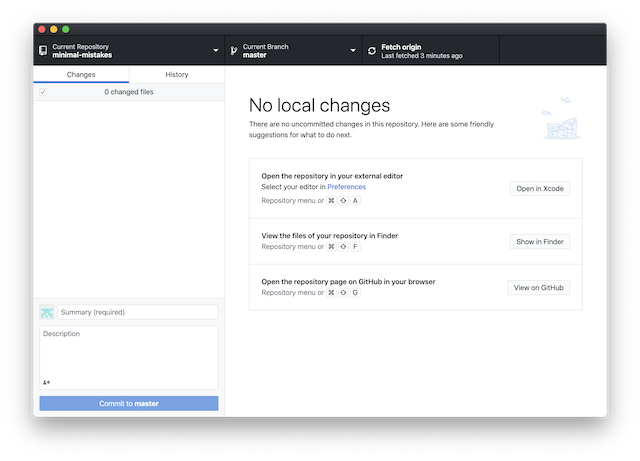 Current Repository
minimal-mistakes
Current Branch
master
Fetch origin
Last fetched 3 minutes ago
Changes
History
0 changed files
No local changes
There are no uncommitted changes in this repository. Here are some friendly
suggestions for what to do next.
Open the repository in your external editor
Select your editor in Preferences
Repository menu or ⌘ ⇧ A
Open in Xcode
View the files of your repository in Finder
Repository menu or ⌘ ⇧ F
Show in Finder
Open the repository page on GitHub in your browser
Repository menu or ⌘ ⇧ G
View on GitHub
Summary (required)
Description
Commit to master